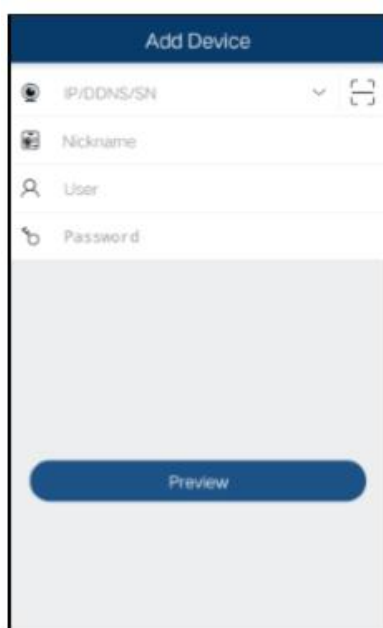 Add Device
IP/DDNS/SN
Nickname
User
Password
Preview